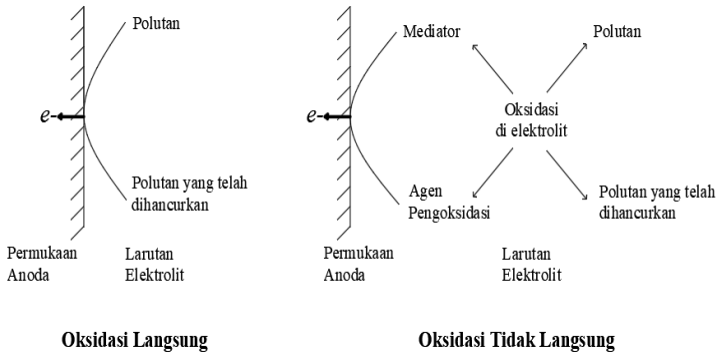 Polutan
e-
Polutan yang telah
dihancurkan
Permukaan
Anoda
Larutan
Elektrolit
Oksidasi Langsung
Mediator
Polutan
e-
Oksidasi
di elektrolit
Agen
Pengoksidasi
Polutan yang telah
dihancurkan
Permukaan
Anoda
Larutan
Elektrolit
Oksidasi Tidak Langsung